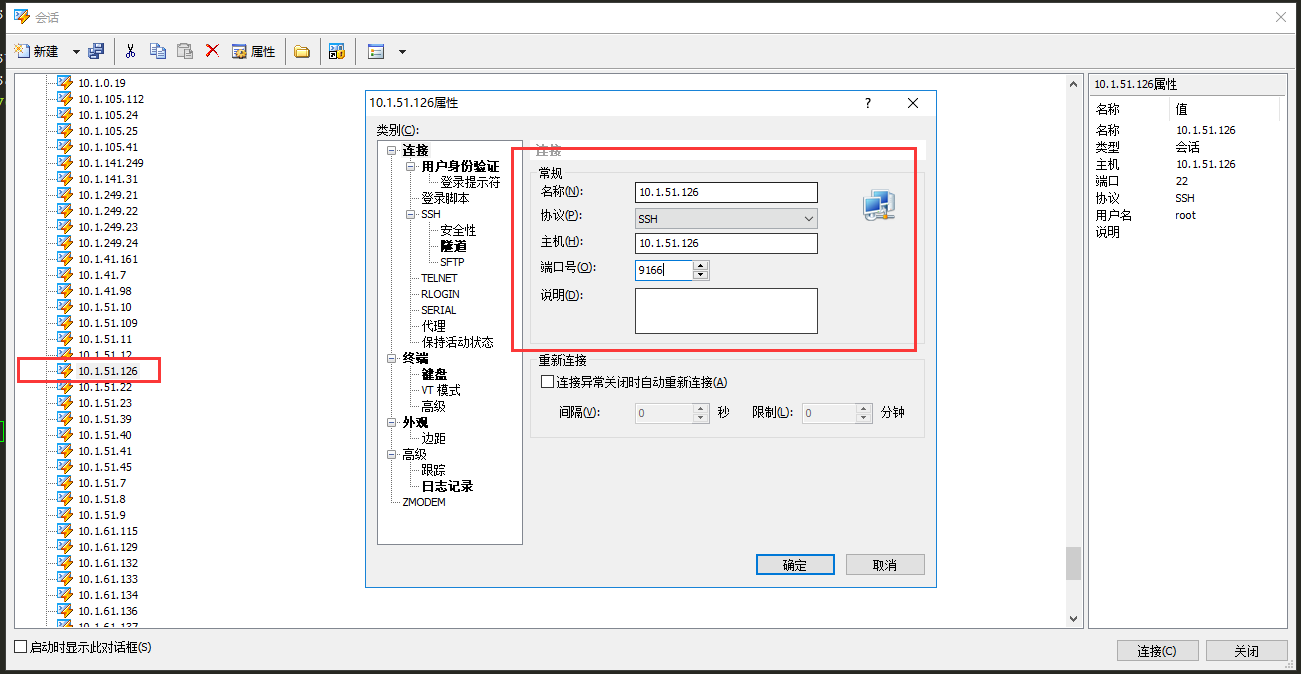 会话
新建
属性
10.1.0.19
10.1.105.112
10.1.105.24
10.1.105.25
10.1.105.41
10.1.141.249
10.1.141.31
10.1.249.21
10.1.249.22
10.1.249.23
10.1.249.24
10.1.41.161
10.1.41.7
10.1.41.98
10.1.51.10
10.1.51.109
10.1.51.11
10.1.51.12
10.1.51.126
10.1.51.22
10.1.51.23
10.1.51.39
10.1.51.40
10.1.51.41
10.1.51.45
10.1.51.7
10.1.51.8
10.1.51.9
10.1.61.115
10.1.61.129
10.1.61.132
10.1.61.133
10.1.61.134
10.1.61.136
10.1.61.137
10.1.51.126属性
?
类别(C):
连接
用户身份验证
登录提示符
登录脚本
SSH
安全性
隧道
SFTP
TELNET
RLOGIN
SERIAL
代理
保持活动状态
终端
键盘
VT 模式
高级
外观
边距
高级
跟踪
日志记录
ZMODEM
连接
常规
名称(N): 10.1.51.126
协议(P): SSH
主机(H): 10.1.51.126
端口号(O): 9166
说明(D):
重新连接
连接异常关闭时自动重新连接(A)
间隔(V): 0 秒 限制(L): 0 分钟
确定 取消
10.1.51.126属性
名称 值
名称 10.1.51.126
类型 会话
主机 10.1.51.126
端口 22
协议 SSH
用户名 root
说明
启动时显示此对话框(S)
连接(C) 关闭